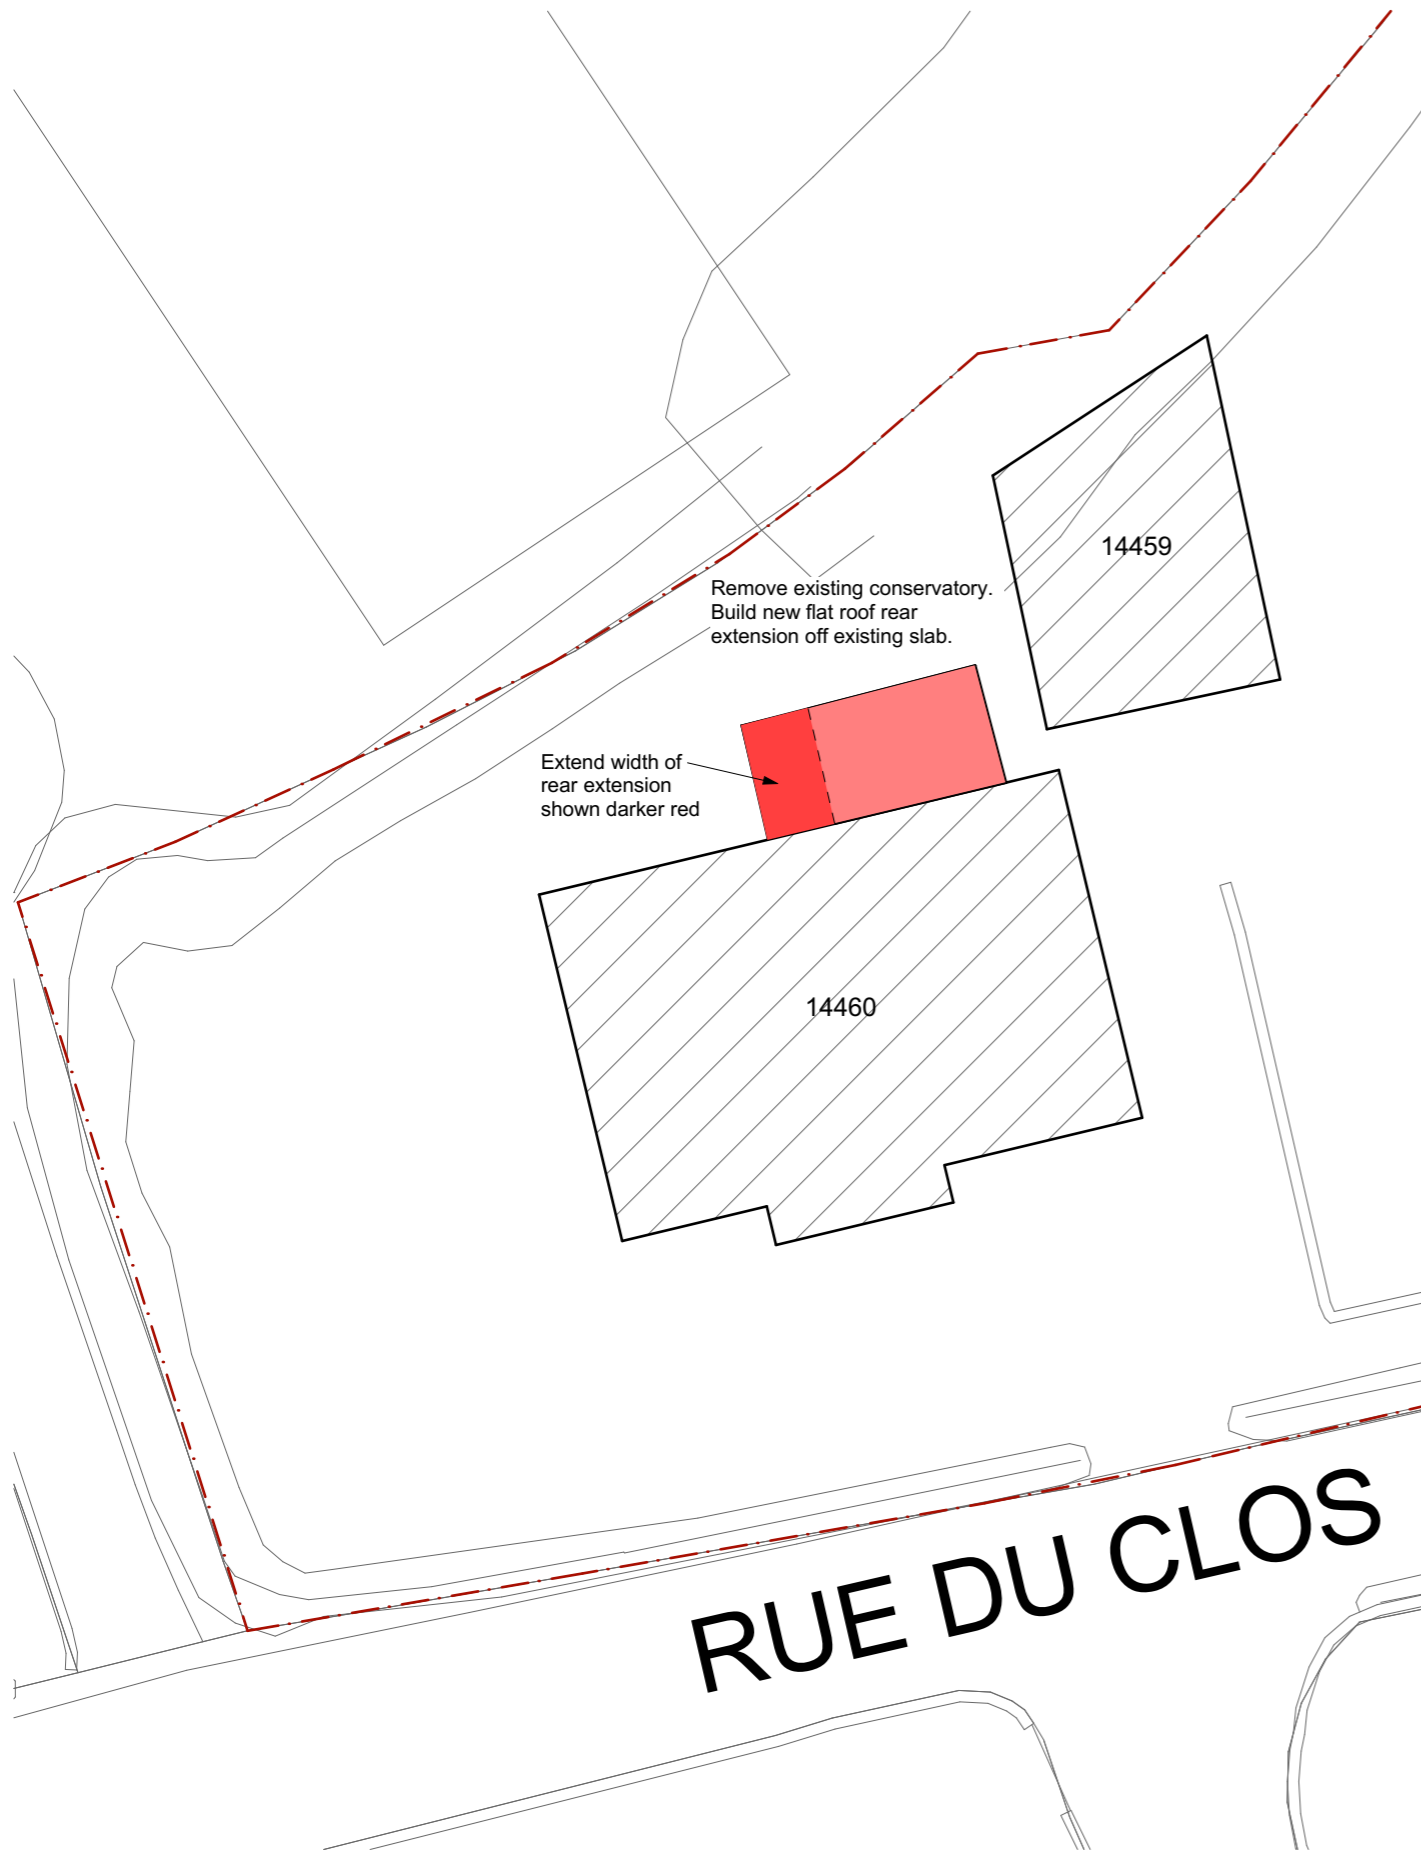 14459
Remove existing conservatory.
Build new flat roof rear
extension off existing slab.
Extend width of
rear extension
shown darker red
14460
RUE DU CLOS